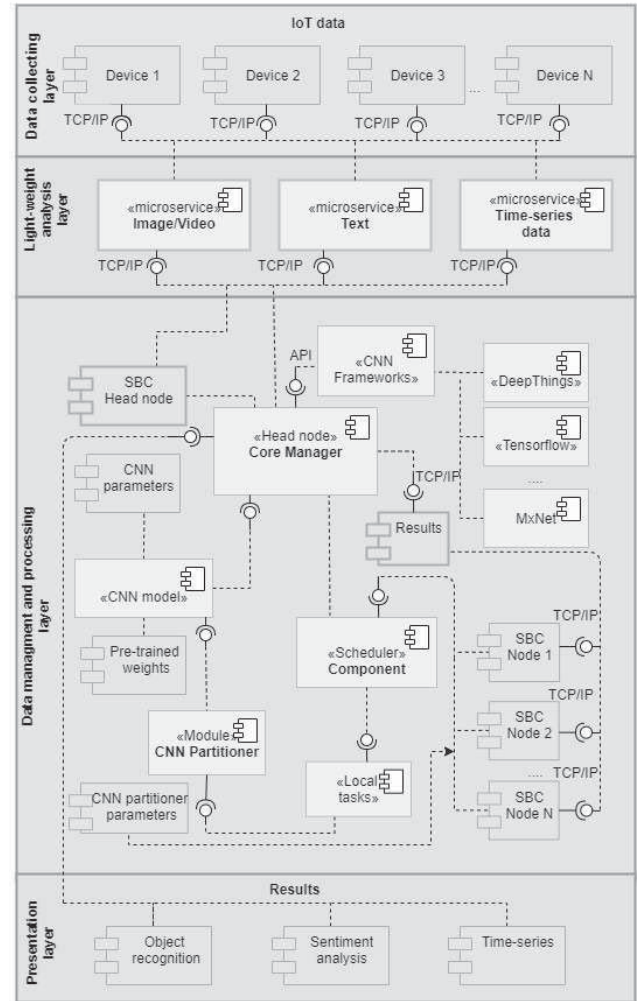 IoT data
Data collecting
layer
Device 1
Device 2
Device 3
...
Device N
TCP/IP
TCP/IP
TCP/IP
TCP/IP
Light-weight
analysis
layer
«microservice»
Image/Video
«microservice»
Text
«microservice»
Time-series
data
TCP/IP
TCP/IP
TCP/IP
Data managment and processing
layer
SBC
Head node
API
«CNN
Frameworks»
«DeepThings»
«Head node»
Core Manager
«Tensorflow»
....
MxNet
CNN
parameters
TCP/IP
Results
«CNN model»
Pre-trained
weights
«Scheduler»
Component
TCP/IP
SBC
Node 1
TCP/IP
SBC
Node 2
«Module»
CNN Partitioner
.... TCP/IP
SBC
Node N
CNN partitioner
parameters
«Local
tasks»
Presentation
layer
Results
Object
recognition
Sentiment
analysis
Time-series